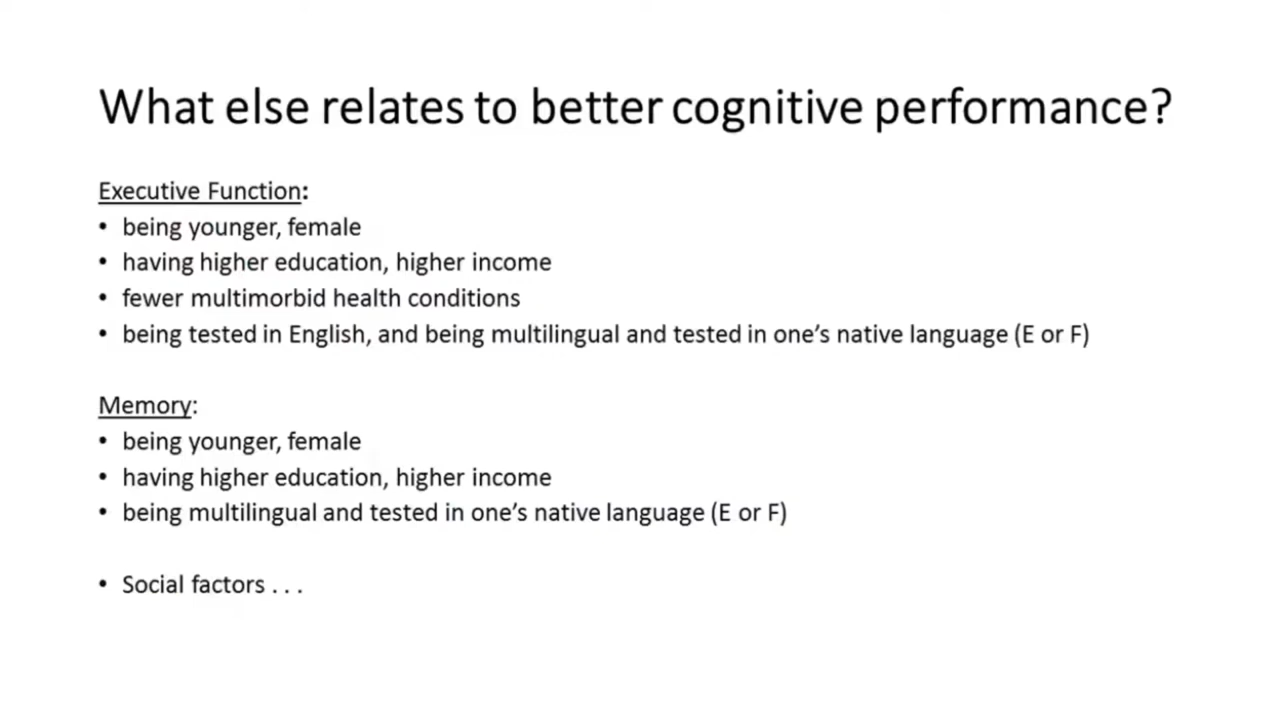 What else relates to better cognitive performance?
Executive Function:
• being younger, female
• having higher education, higher income
• fewer multimorbid health conditions
• being tested in English, and being multilingual and tested in one’s native language (E or F)
Memory:
• being younger, female
• having higher education, higher income
• being multilingual and tested in one’s native language (E or F)
• Social factors . . .